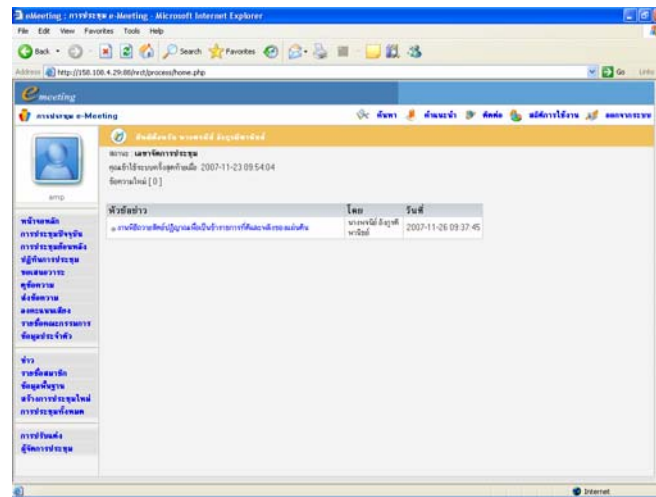 eMeeting : การประชุม e-Meeting - Microsoft Internet Explorer
File Edit View Favorites Tools Help
Back Search Favorites
Address Go Links
e meeting
การประชุม e-Meeting ค้นหา คำแนะนำ ติดต่อ สถิติการใช้งาน ออกจากระบบ
สถานะ : เลขาจัดการประชุม
คุณเข้าใช้ระบบครั้งสุดท้ายเมื่อ 2007-11-23 09:54:04
ข้อความใหม่ [ 0 ]
amp
หัวข้อข่าว โดย วันที่
2007-11-26 09:37:45
หน้าจอหลัก
การประชุมปัจจุบัน
การประชุมย้อนหลัง
ปฏิทินการประชุม
ขอเสนอวาระ
ดูข้อความ
ส่งข้อความ
ลงคะแนนเสียง
รายชื่อคณะกรรมการ
ข้อมูลประจำตัว
ข่าว
รายชื่อสมาชิก
ข้อมูลพื้นฐาน
สร้างการประชุมใหม่
การประชุมทั้งหมด
การปรับแต่ง
ผู้จัดการประชุม
Internet